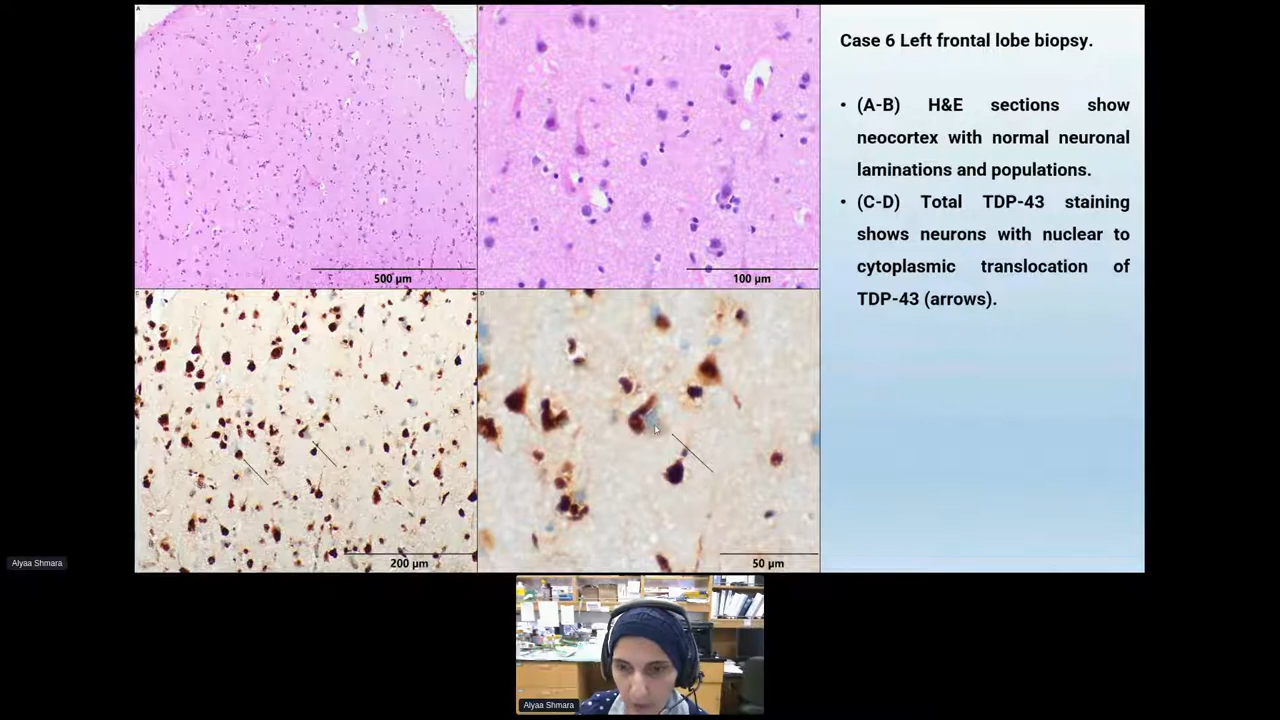 A
B
500 µm
100 µm
C
D
200 µm
50 µm
Case 6 Left frontal lobe biopsy.
• (A-B) H&E sections show
neocortex with normal neuronal
laminations and populations.
• (C-D) Total TDP-43 staining
shows neurons with nuclear to
cytoplasmic translocation of
TDP-43 (arrows).
Alyaa Shmara
Alyaa Shmara